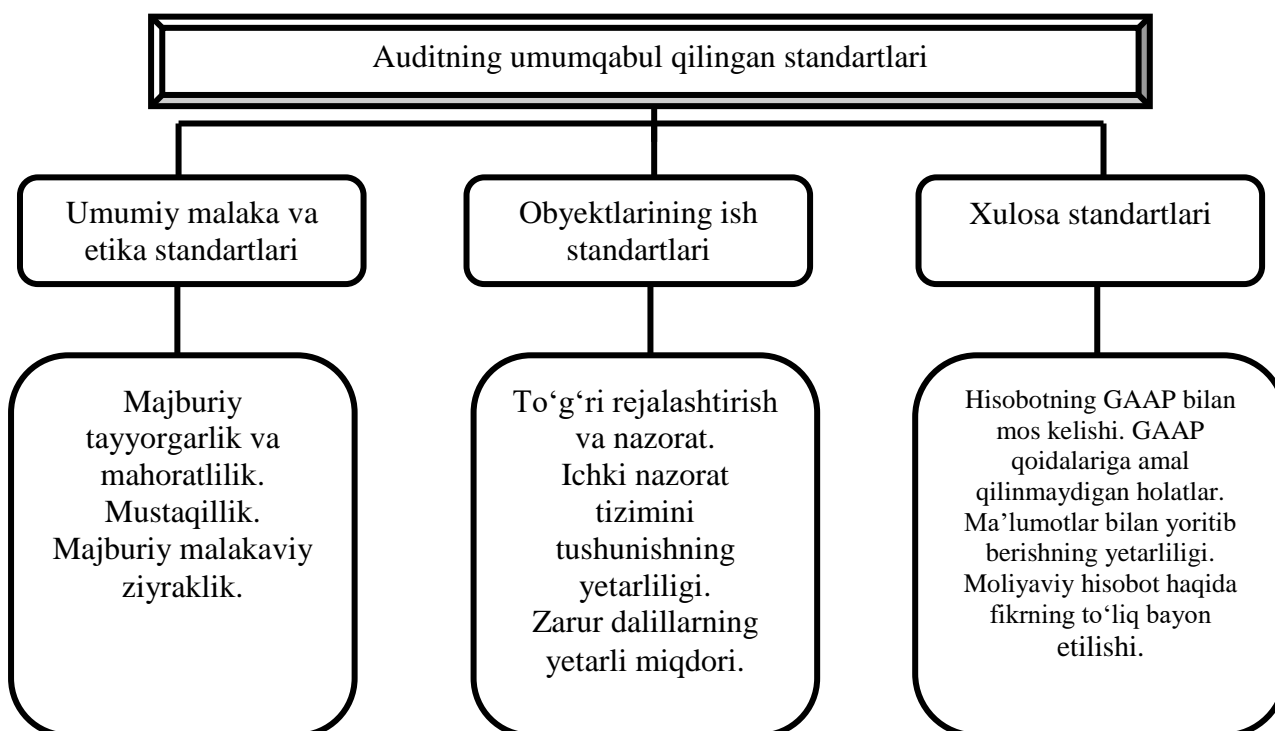 Auditning umumqabul qilingan standartlari
Umumiy malaka va
etika standartlari
Obyektlarining ish
standartlari
Xulosa standartlari
Majburiy
tayyorgarlik va
mahoratlilik.
Mustaqillik.
Majburiy malakaviy
ziyraklik.
To‘g‘ri rejalashtirish
va nazorat.
Ichki nazorat
tizimini
tushunishning
yetarliligi.
Zarur dalillarning
yetarli miqdori.
Hisobotning GAAP bilan
mos kelishi. GAAP
qoidalariga amal
qilinmaydigan holatlar.
Ma’lumotlar bilan yoritib
berishning yetarliligi.
Moliyaviy hisobot haqida
fikrning to‘liq bayon
etilishi.